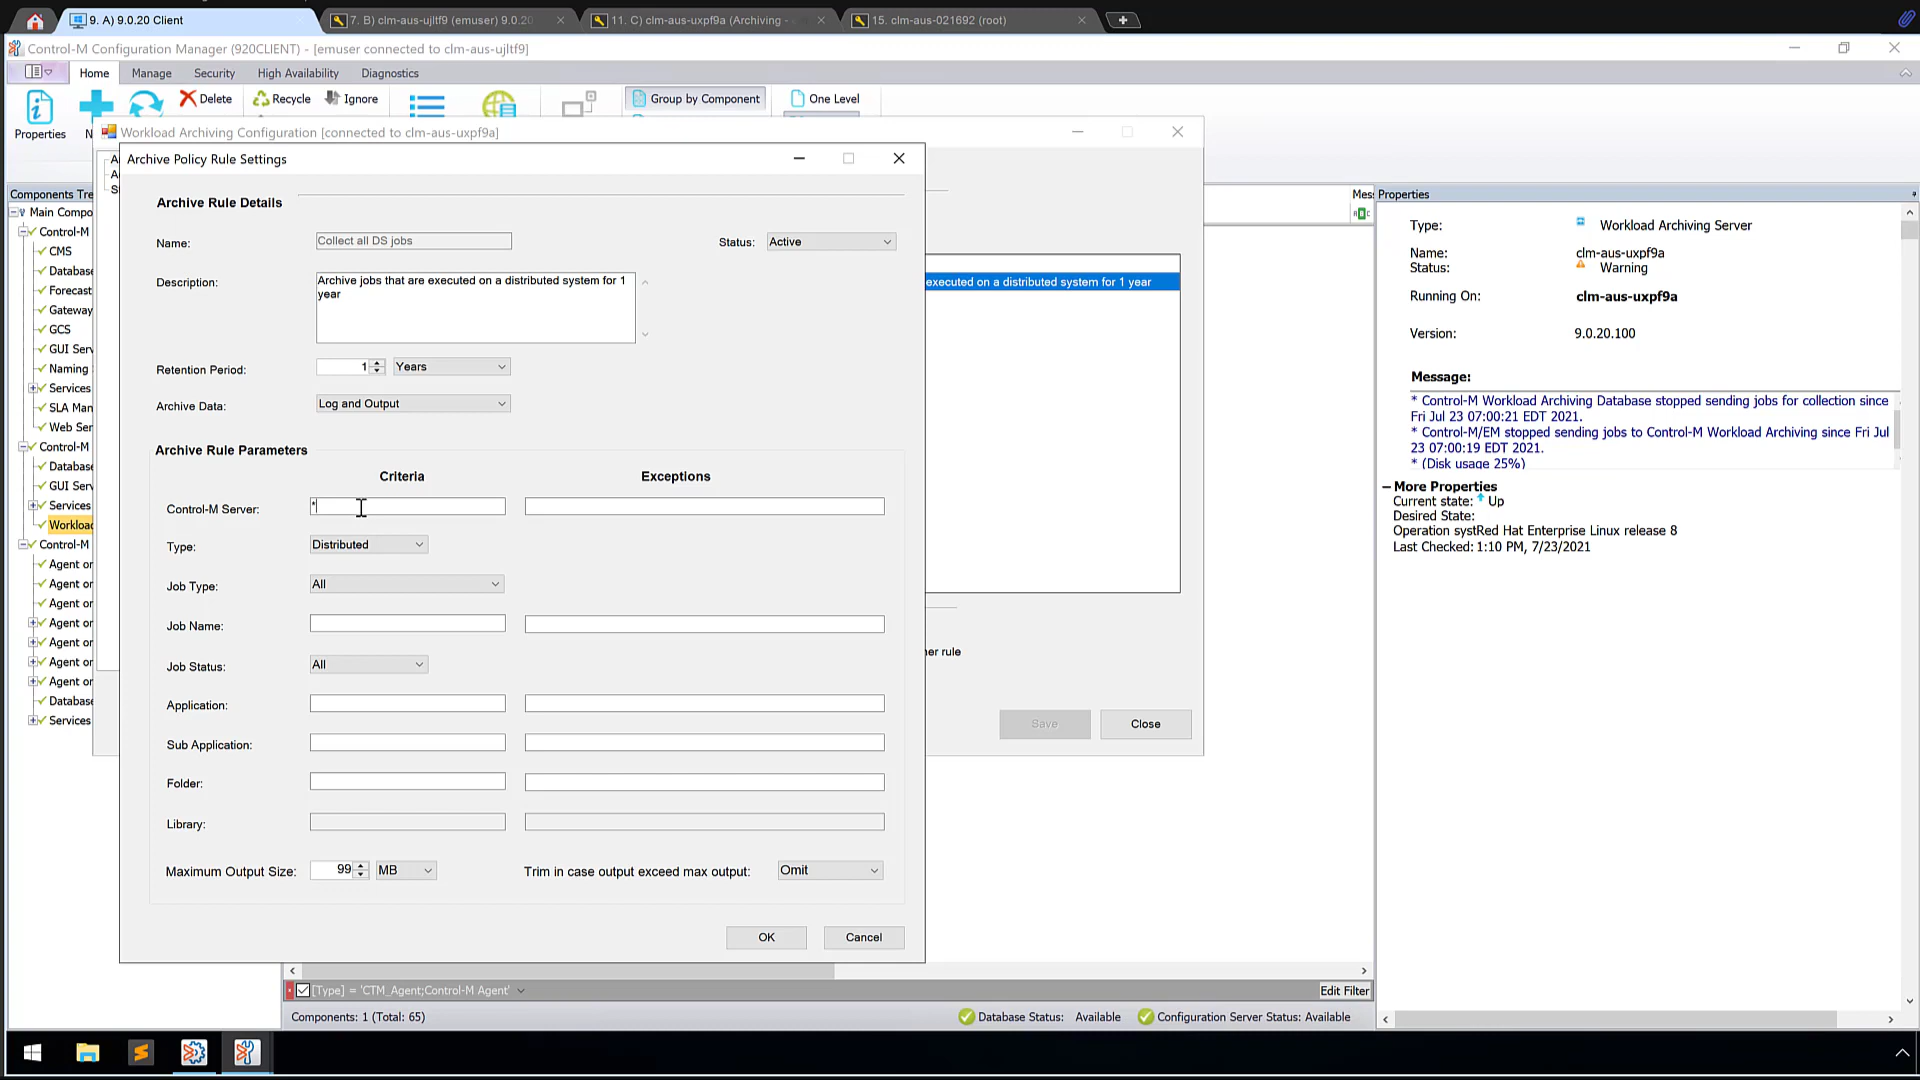 9. A) 9.0.20 Client
7. B) clm-aus-ujltf9 (emuser) 9.0.20
11. C) clm-aus-uxpf9a (Archiving -
15. clm-aus-021692 (root)
Control-M Configuration Manager (920CLIENT) - [emuser connected to clm-aus-ujltf9]
Home
Manage
Security
High Availability
Diagnostics
Properties
N
Delete
Recycle
Ignore
Group by Component
One Level
Workload Archiving Configuration [connected to clm-aus-uxpf9a]
A
A
S
Components Tre
Main Compo
Control-M
CMS
Database
Forecast
Gateway
GCS
GUI Serv
Naming
Services
SLA Man
Web Ser
Control-M
Database
GUI Serv
Services
Workload
Control-M
Agent or
Agent or
Agent or
Agent or
Agent or
Agent or
Agent or
Database
Services
Archive Policy Rule Settings
Archive Rule Details
Name:
Collect all DS jobs
Status:
Active
Description:
Archive jobs that are executed on a distributed system for 1
year
Retention Period:
1
Years
Archive Data:
Log and Output
Archive Rule Parameters
Criteria
Exceptions
Control-M Server:
*
Type:
Distributed
Job Type:
All
Job Name:
Job Status:
All
Application:
Sub Application:
Folder:
Library:
Maximum Output Size:
99
MB
Trim in case output exceed max output:
Omit
OK
Cancel
executed on a distributed system for 1 year
her rule
Save
Close
Mes
Properties
Type:
Workload Archiving Server
Name:
clm-aus-uxpf9a
Status:
Warning
Running On:
clm-aus-uxpf9a
Version:
9.0.20.100
Message:
* Control-M Workload Archiving Database stopped sending jobs for collection since
Fri Jul 23 07:00:21 EDT 2021.
* Control-M/EM stopped sending jobs to Control-M Workload Archiving since Fri Jul
23 07:00:19 EDT 2021.
* (Disk usage 25%)
More Properties
Current state: Up
Desired State:
Operation systRed Hat Enterprise Linux release 8
Last Checked: 1:10 PM, 7/23/2021
[Type] = 'CTM_Agent;Control-M Agent'
Edit Filter
Components: 1 (Total: 65)
Database Status: Available
Configuration Server Status: Available